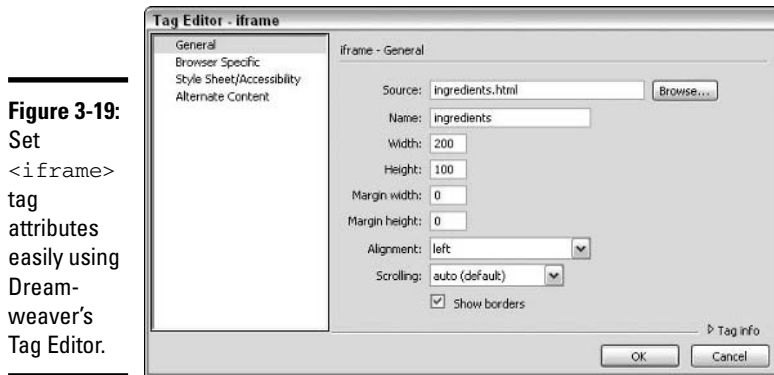 Figure 3-19:
Set
<iframe>
tag
attributes
easily using
Dream-
weaver's
Tag Editor.
Tag Editor - iframe
General
Browser Specific
Style Sheet/Accessibility
Alternate Content
iframe - General
Source: ingredients.html Browse...
Name: ingredients
Width: 200
Height: 100
Margin width: 0
Margin height: 0
Alignment: left
Scrolling: auto (default)
Show borders
Tag info
OK Cancel